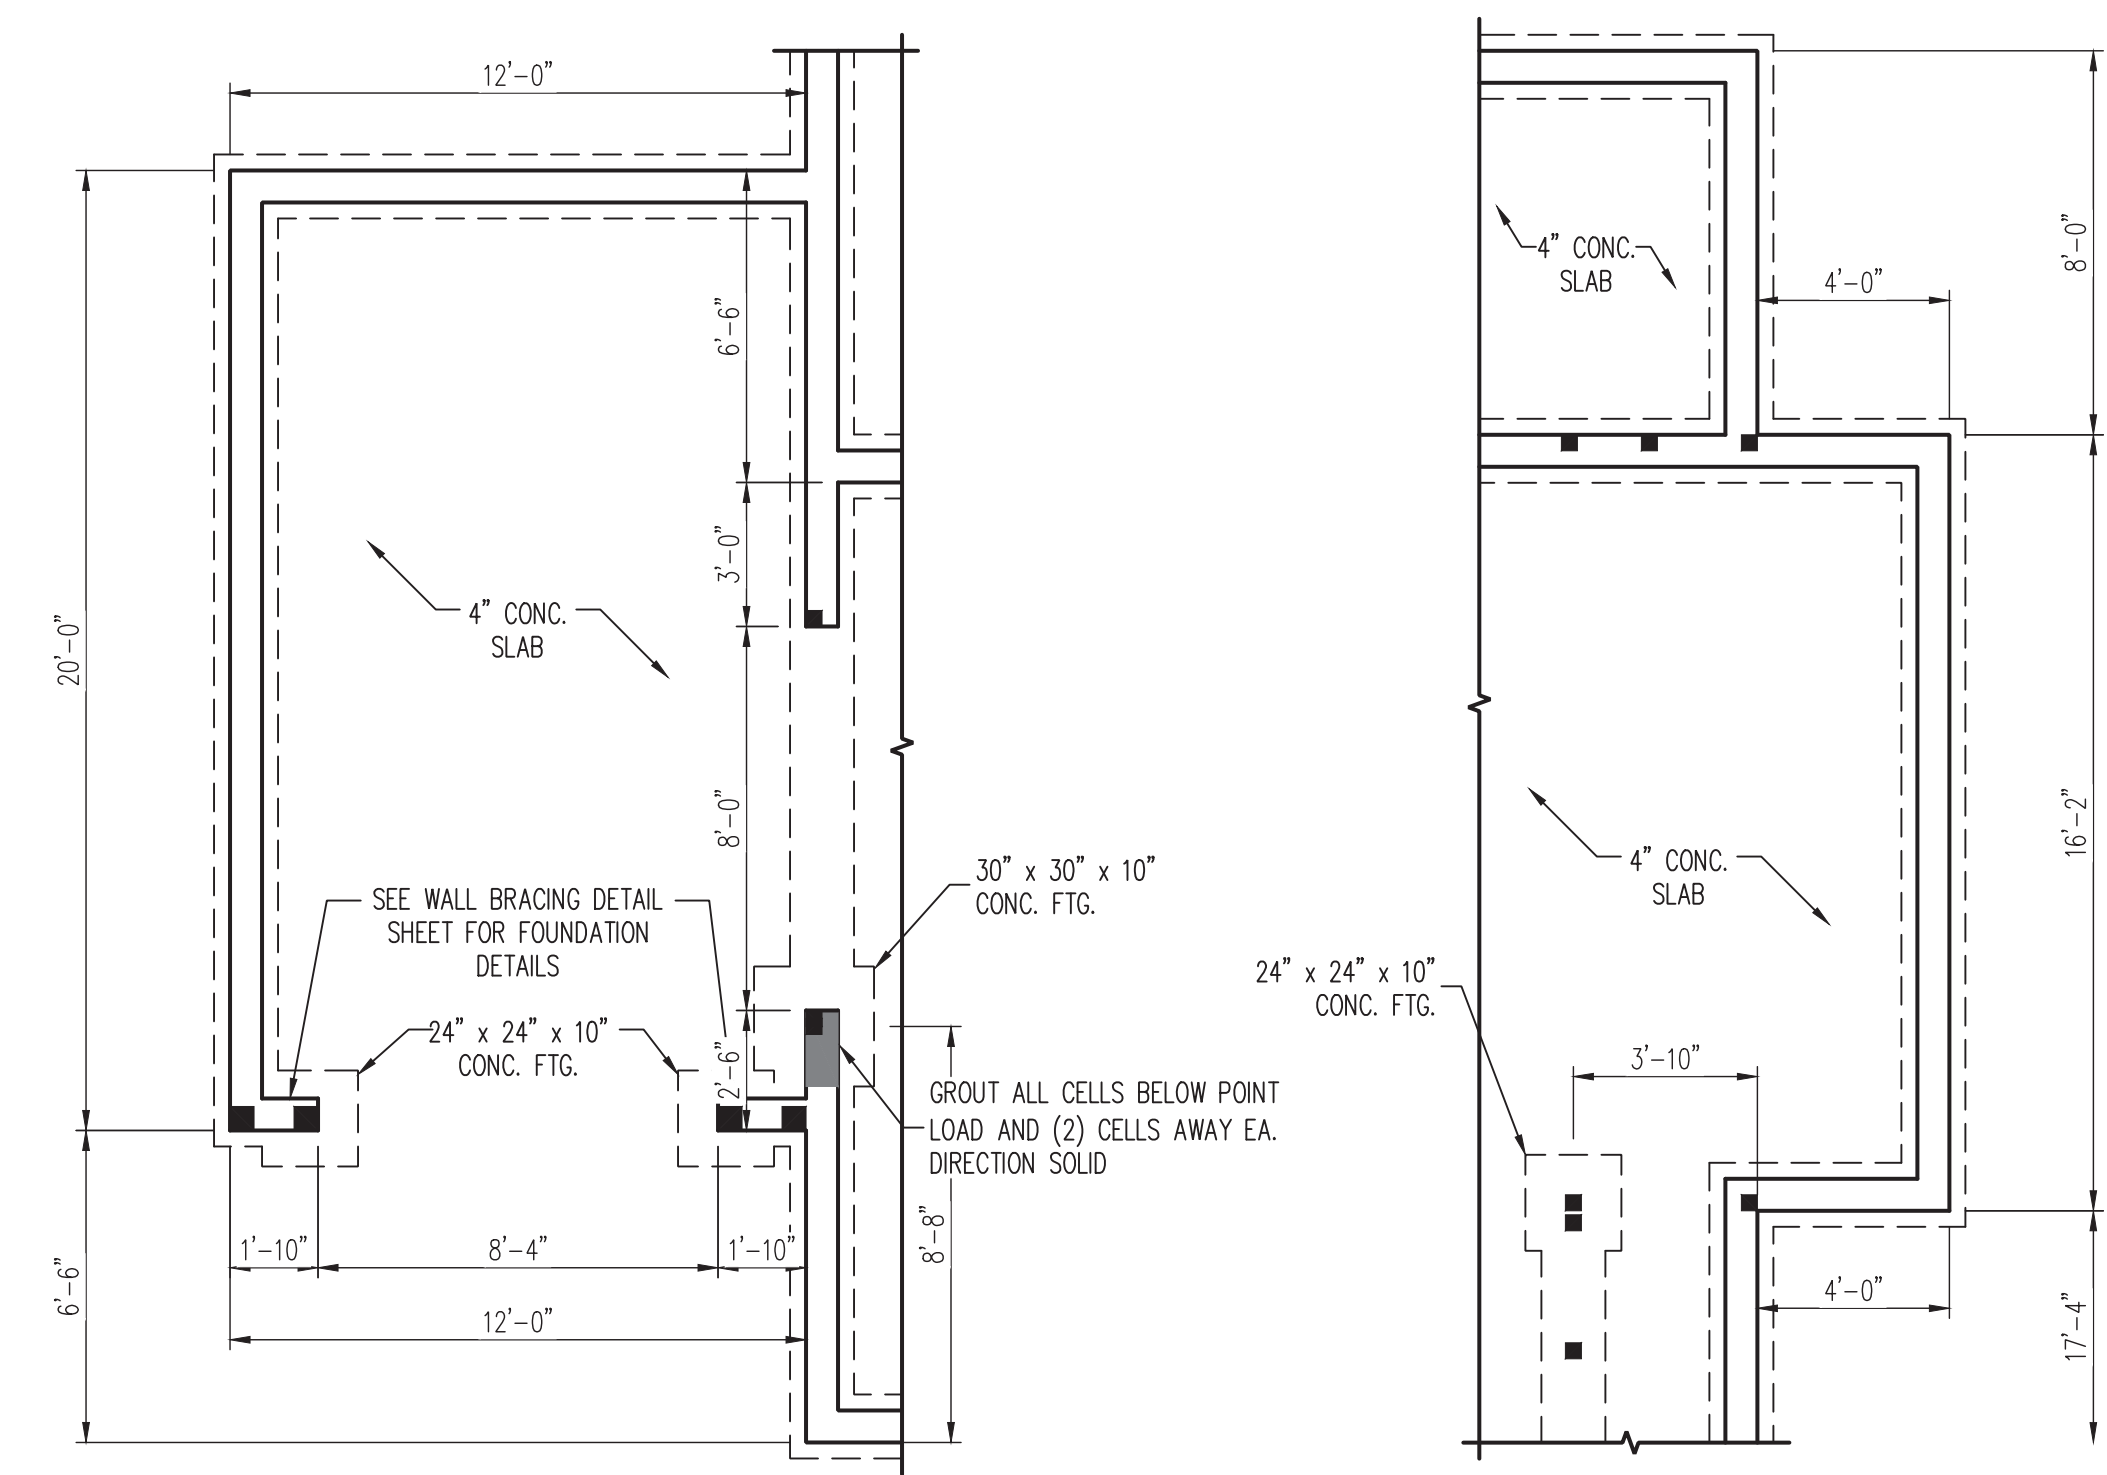 12'-0"
4" CONC.
SLAB
8'-0"
4'-0"
6'-6"
3'-0"
4" CONC.
SLAB
20'-0"
8'-0"
16'-2"
30" x 30" x 10"
CONC. FTG.
4" CONC.
SLAB
SEE WALL BRACING DETAIL
SHEET FOR FOUNDATION
DETAILS
24" x 24" x 10"
CONC. FTG.
24" x 24" x 10"
CONC. FTG.
2'-6"
3'-10"
GROUT ALL CELLS BELOW POINT
LOAD AND (2) CELLS AWAY EA.
DIRECTION SOLID
1'-10"
8'-4"
1'-10"
8'-8"
6'-6"
12'-0"
4'-0"
17'-4"